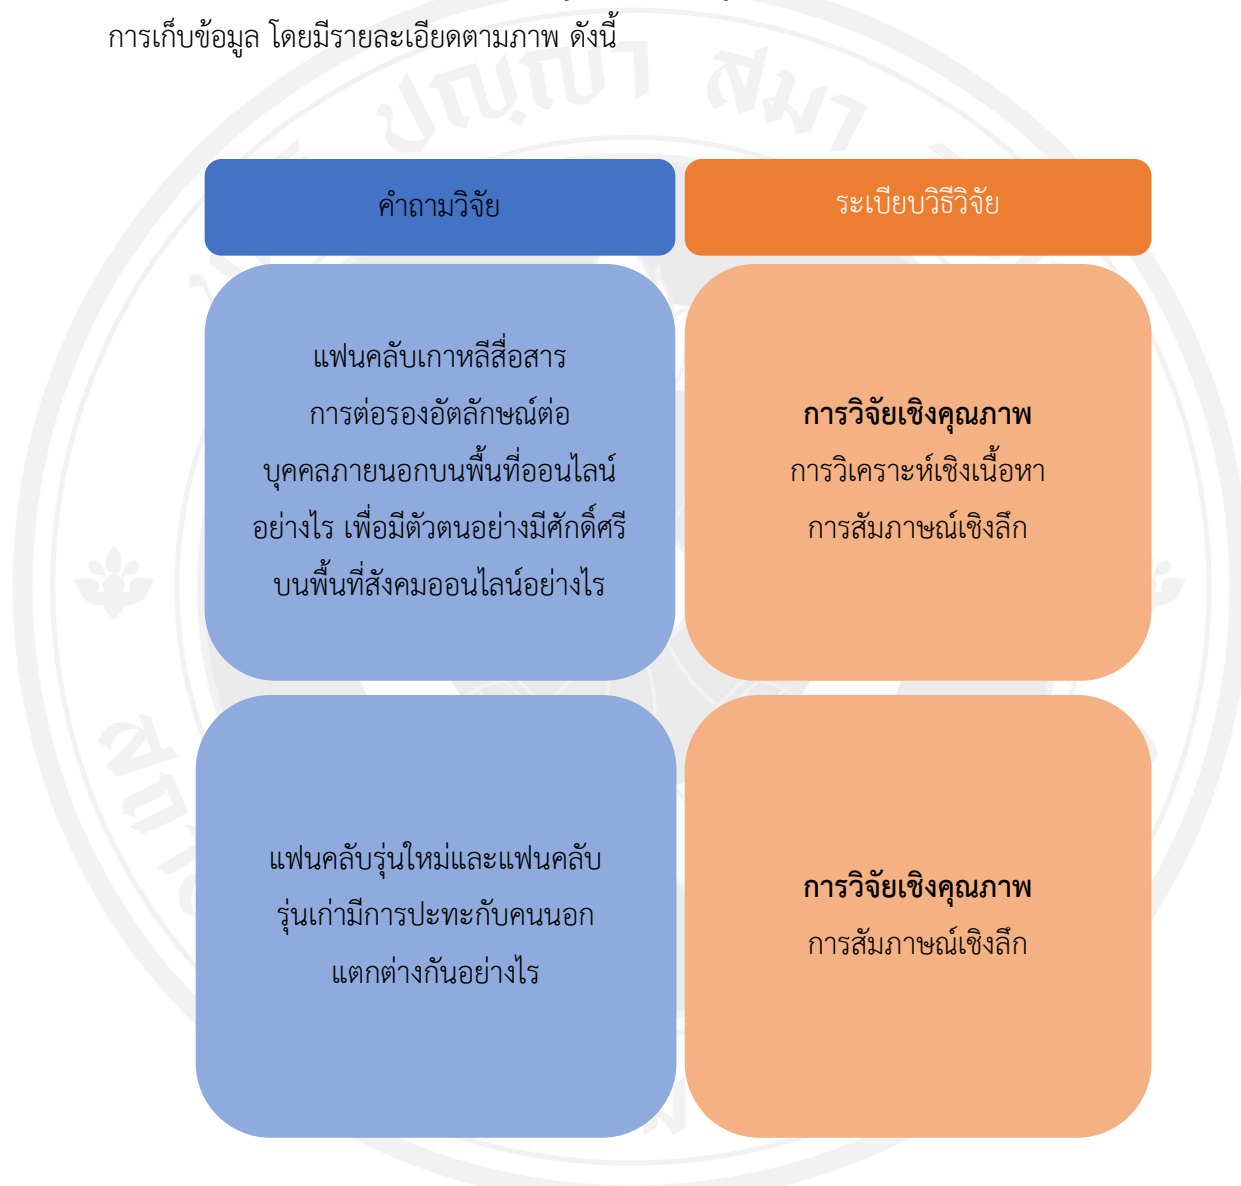 การเก็บข้อมูล โดยมีรายละเอียดตามภาพ ดังนี้
ปญฺญา สมา
คำถามวิจัย
ระเบียบวิธีวิจัย
แฟนคลับเกาหลีสื่อสาร
การต่อรองอัตลักษณ์ต่อ
บุคคลภายนอกบนพื้นที่ออนไลน์
อย่างไร เพื่อมีตัวตนอย่างมีศักดิ์ศรี
บนพื้นที่สังคมออนไลน์อย่างไร
การวิจัยเชิงคุณภาพ
การวิเคราะห์เชิงเนื้อหา
การสัมภาษณ์เชิงลึก
แฟนคลับรุ่นใหม่และแฟนคลับ
รุ่นเก่ามีการปะทะกับคนนอก
แตกต่างกันอย่างไร
การวิจัยเชิงคุณภาพ
การสัมภาษณ์เชิงลึก